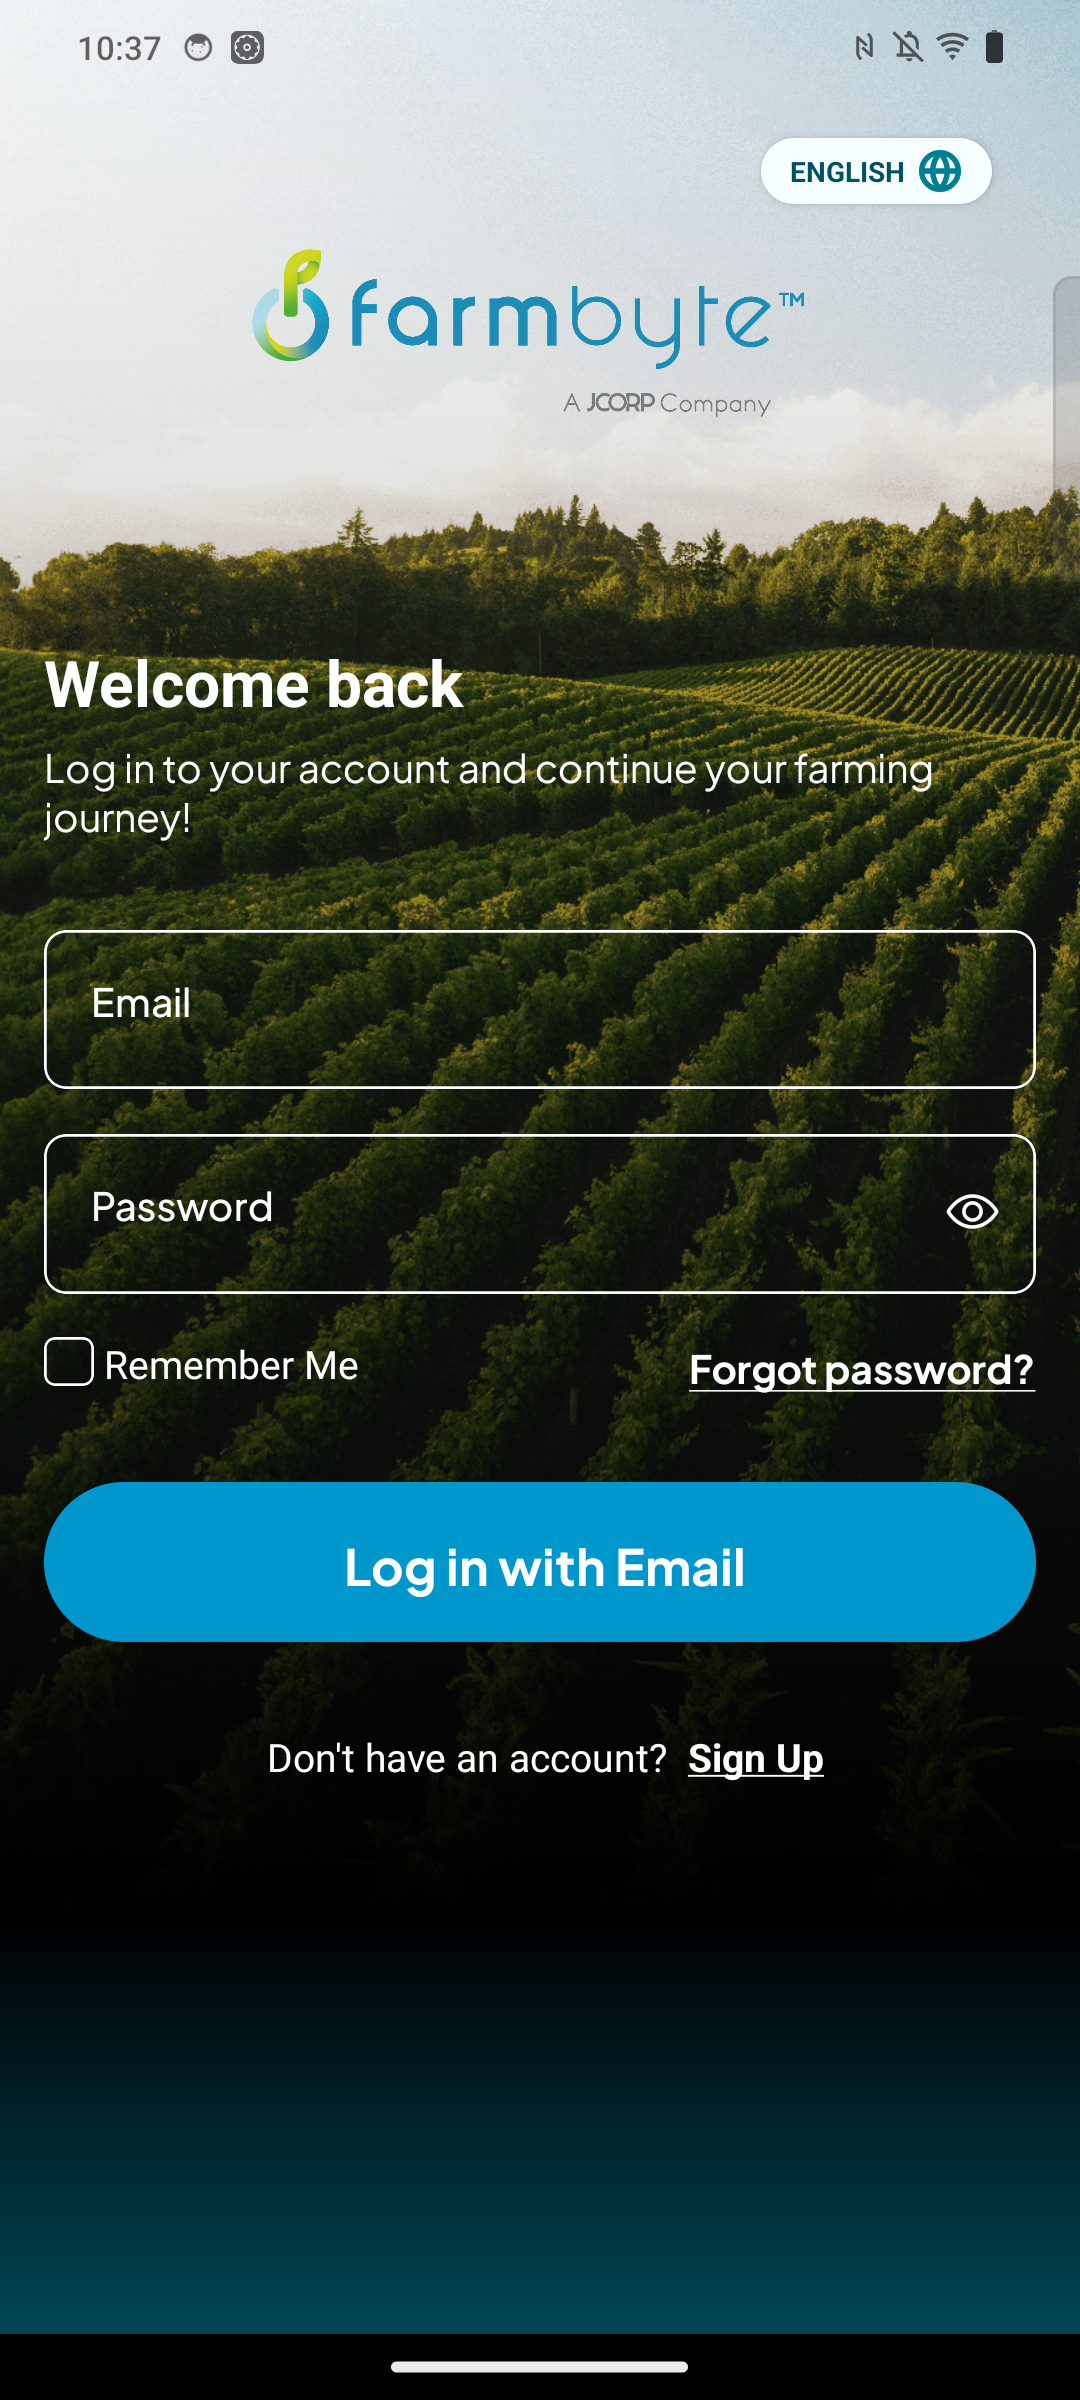 10:37
ENGLISH
farmbyte™
A JCORP Company
Welcome back
Log in to your account and continue your farming
journey!
Email
Password
Remember Me
Forgot password?
Log in with Email
Don't have an account? Sign Up